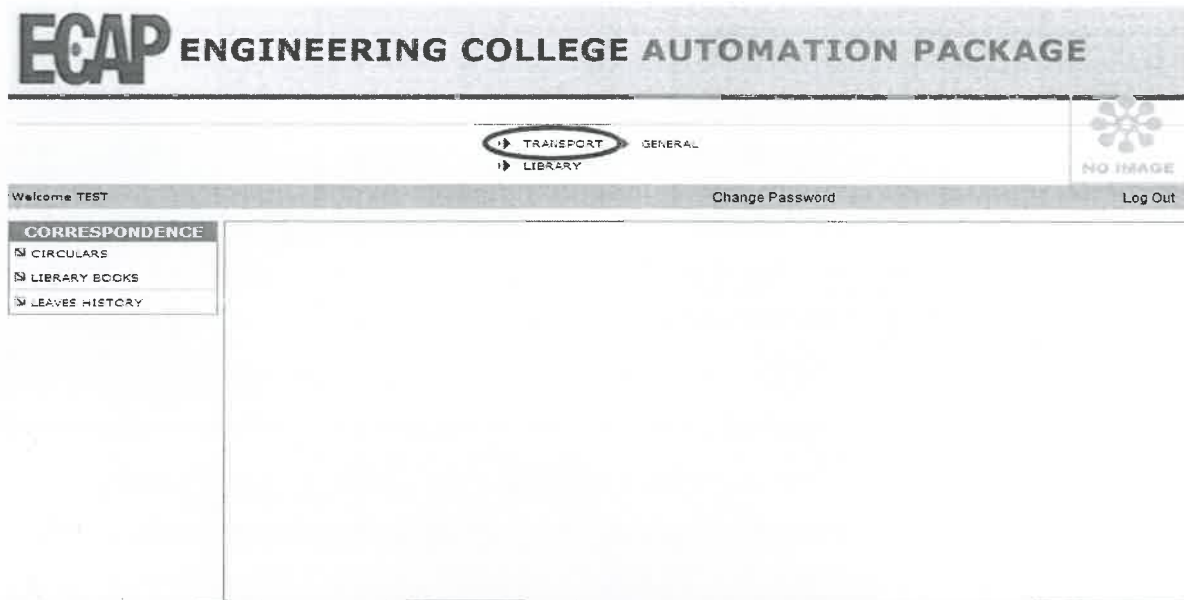 ECAP ENGINEERING COLLEGE AUTOMATION PACKAGE
TRANSPORT GENERAL
LIBRARY
NO IMAGE
Welcome TEST Change Password Log Out
CORRESPONDENCE
CIRCULARS
LIBRARY BOOKS
LEAVES HISTORY